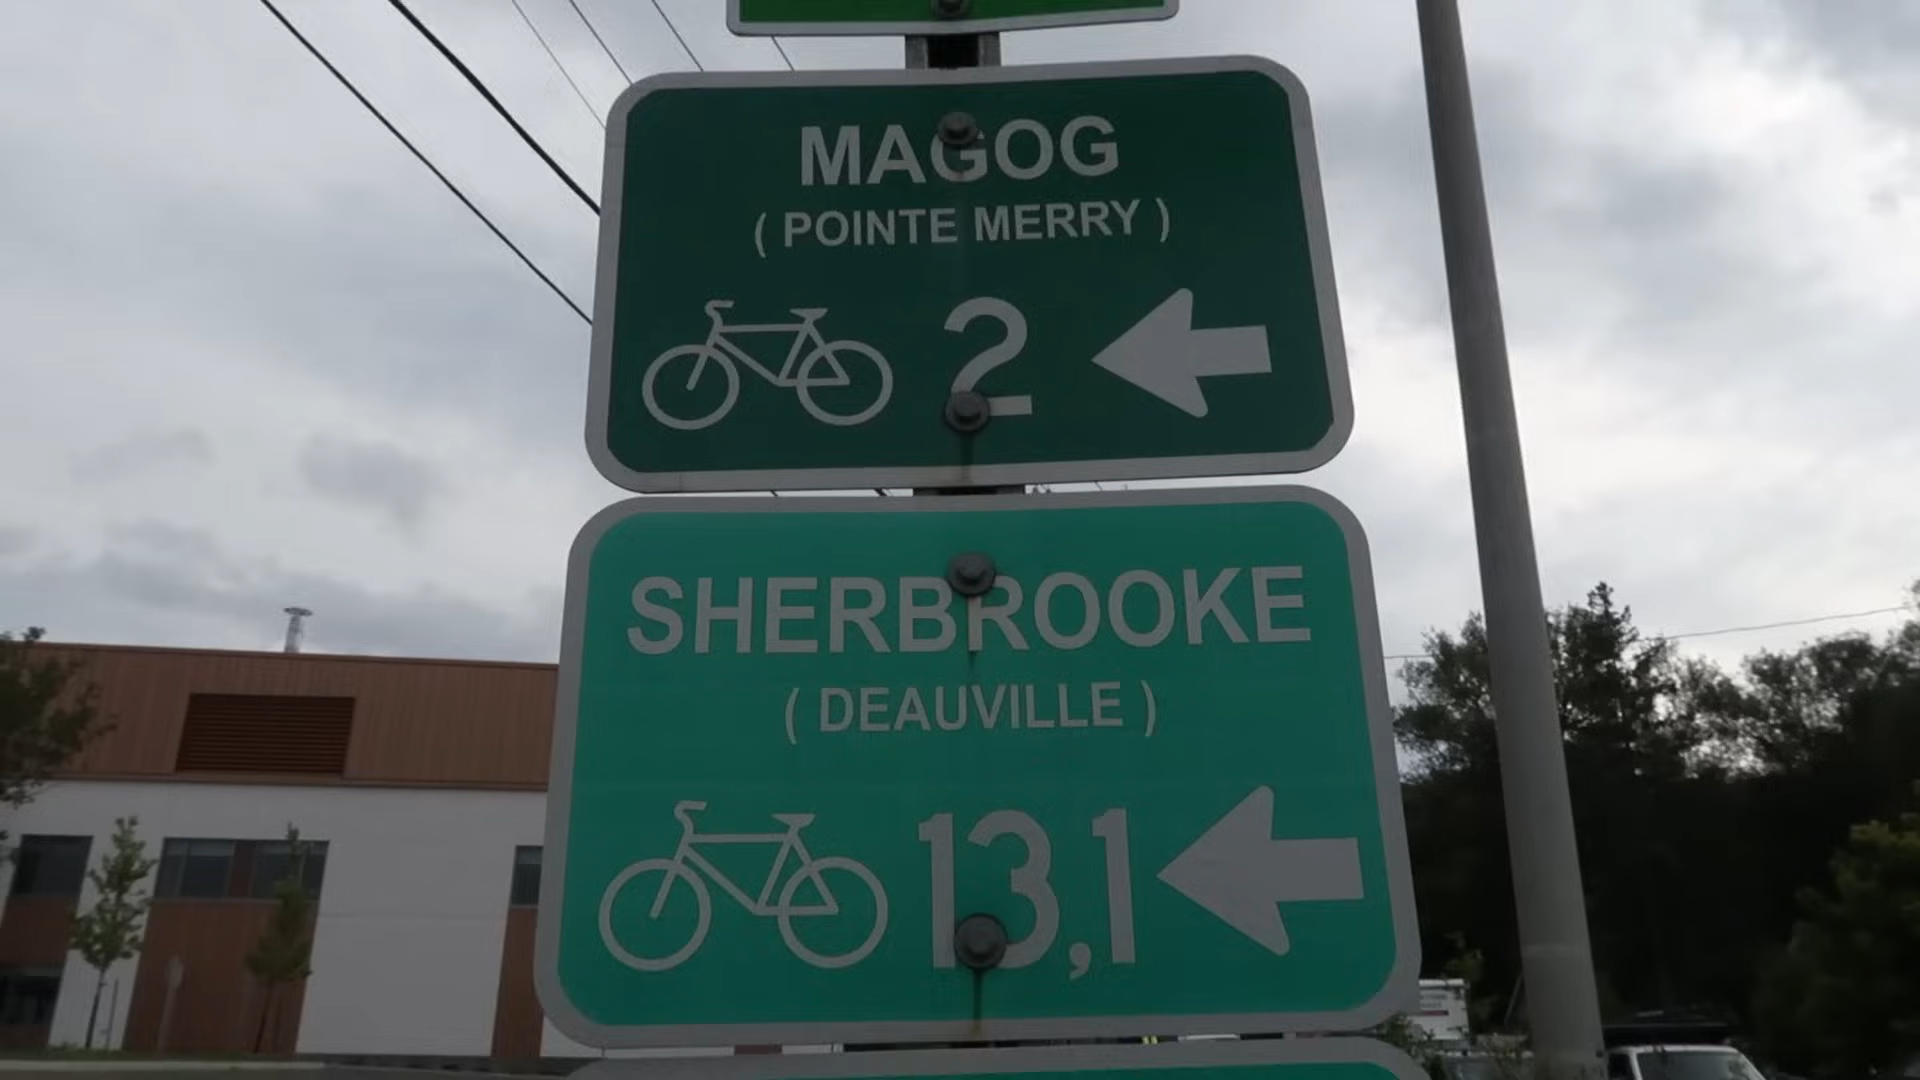 MAGOG
( POINTE MERRY )
2
SHERBROOKE
( DEAUVILLE )
13,1